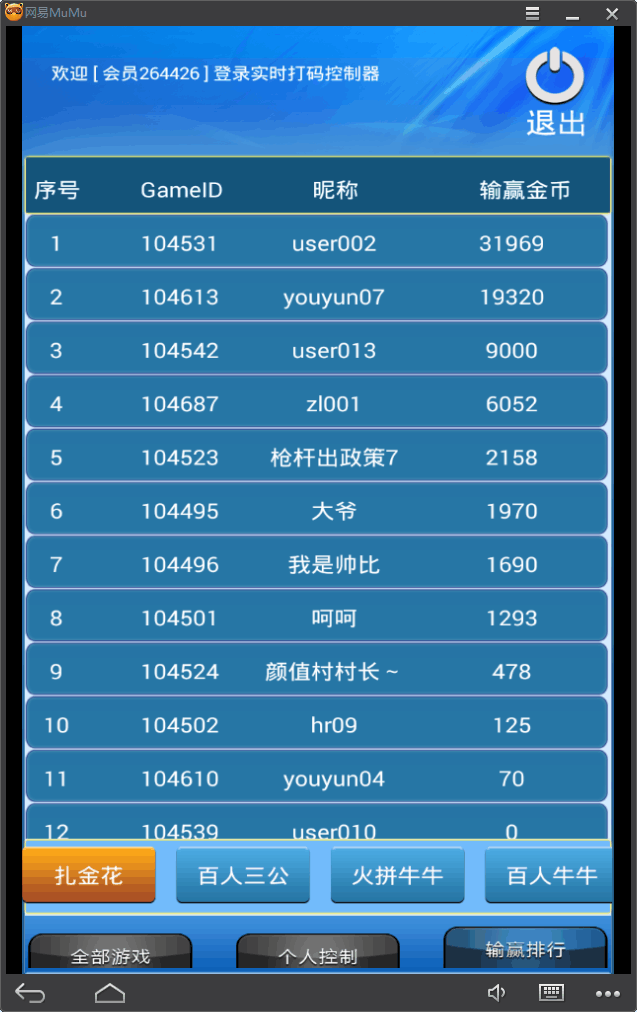 网易MuMu
欢迎 [ 会员264426 ] 登录实时打码控制器
退出
序号 GameID 昵称 输赢金币
1 104531 user002 31969
2 104613 youyun07 19320
3 104542 user013 9000
4 104687 zl001 6052
5 104523 枪杆出政策7 2158
6 104495 大爷 1970
7 104496 我是帅比 1690
8 104501 呵呵 1293
9 104524 颜值村村长 ~ 478
10 104502 hr09 125
11 104610 youyun04 70
12 104539 user010 0
扎金花 百人三公 火拼牛牛 百人牛牛
全部游戏 个人控制 输赢排行